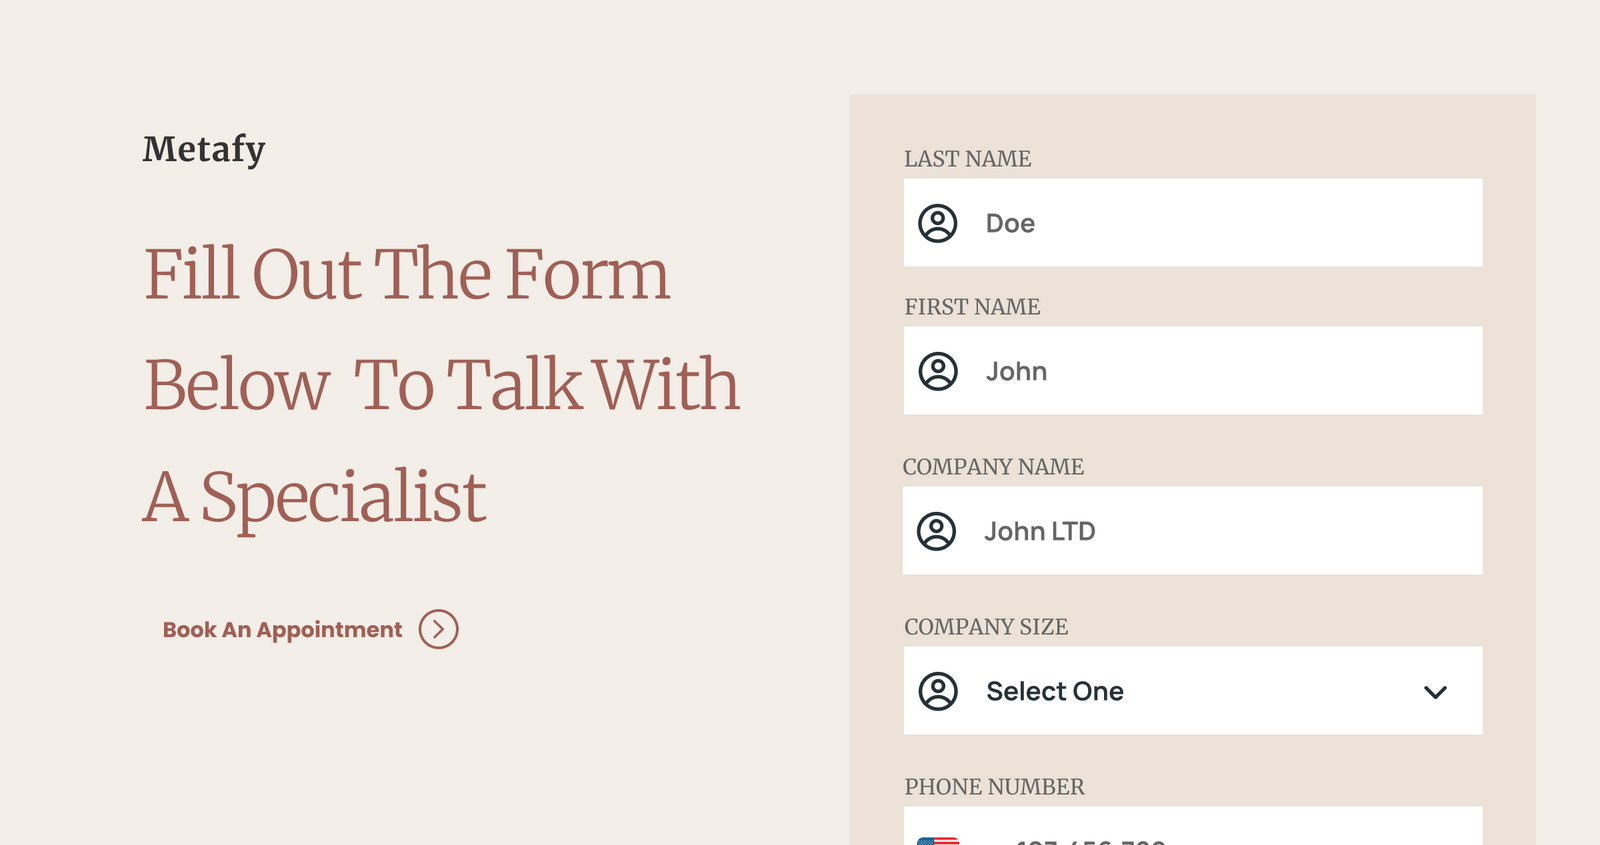 Metafy
Fill Out The Form
Below To Talk With
A Specialist
Book An Appointment
LAST NAME
Doe
FIRST NAME
John
COMPANY NAME
John LTD
COMPANY SIZE
Select One
PHONE NUMBER